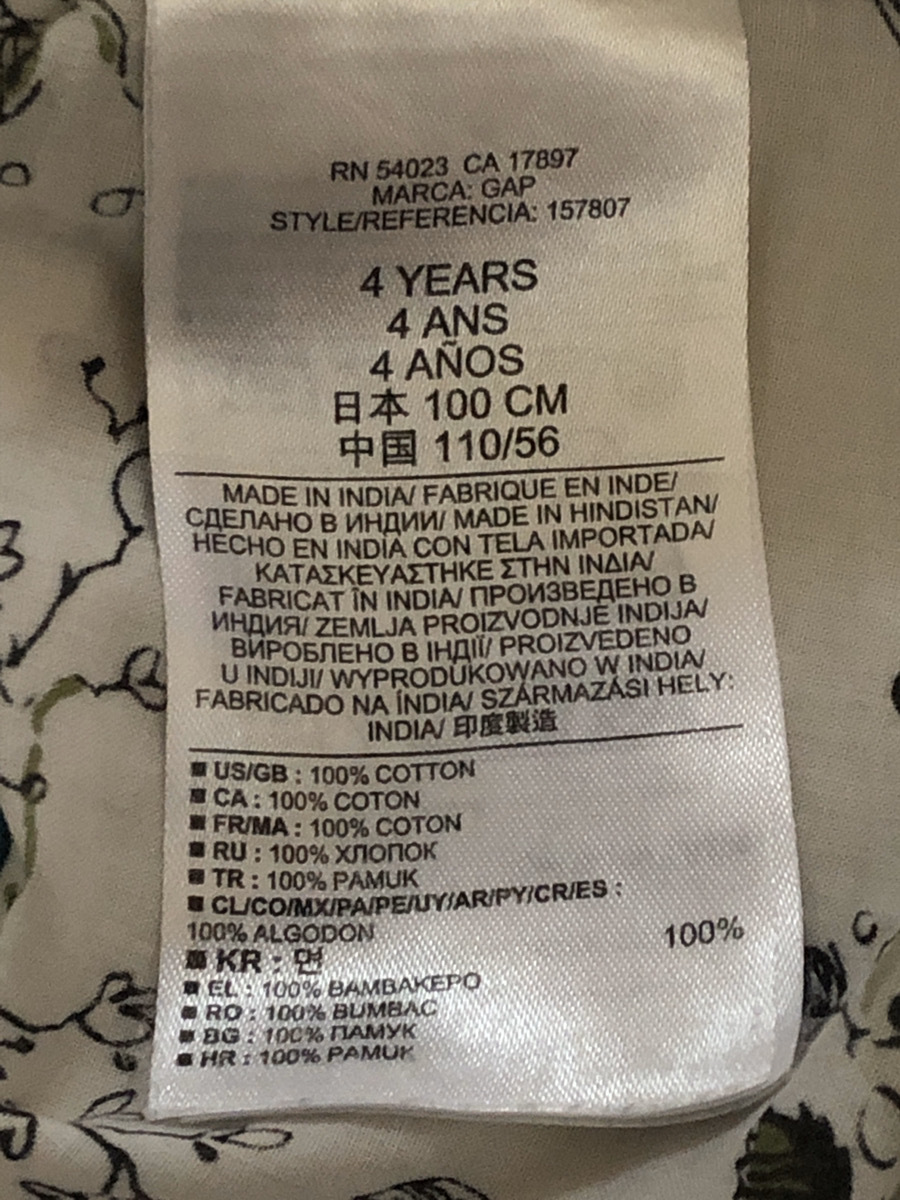 RN 54023 CA 17897
MARCA: GAP
STYLE/REFERENCIA: 157807
4 YEARS
4 ANS
4 AÑOS
日本 100 CM
中国 110/56
MADE IN INDIA/ FABRIQUE EN INDE/
СДЕЛАНО В ИНДИИ/ MADE IN HINDISTAN/
HECHO EN INDIA CON TELA IMPORTADA/
ΚΑΤΑΣΚΕΥΑΣΤΗΚΕ ΣΤΗΝ ΙΝΔΙΑ/
FABRICAT ÎN INDIA/ ПРОИЗВЕДЕНО В
ИНДИЯ/ ZEMLJA PROIZVODNJE INDIJA/
ВИРОБЛЕНО В ІНДІЇ/ PROIZVEDENO
U INDIJI/ WYPRODUKOWANO W INDIA/
FABRICADO NA ÍNDIA/ SZÁRMAZÁSI HELY:
INDIA/ 印度製造
■ US/GB : 100% COTTON
■ CA : 100% COTON
■ FR/MA : 100% COTON
■ RU : 100% ХЛОПОК
■ TR : 100% PAMUK
■ CL/CO/MX/PA/PE/UY/AR/PY/CR/ES :
100% ALGODON 100%
■ KR : 면
■ EL : 100% ΒΑΜΒΑΚΕΡΟ
■ RO : 100% BUMBAC
■ BG : 100% ПАМУК
■ HR : 100% PAMUK